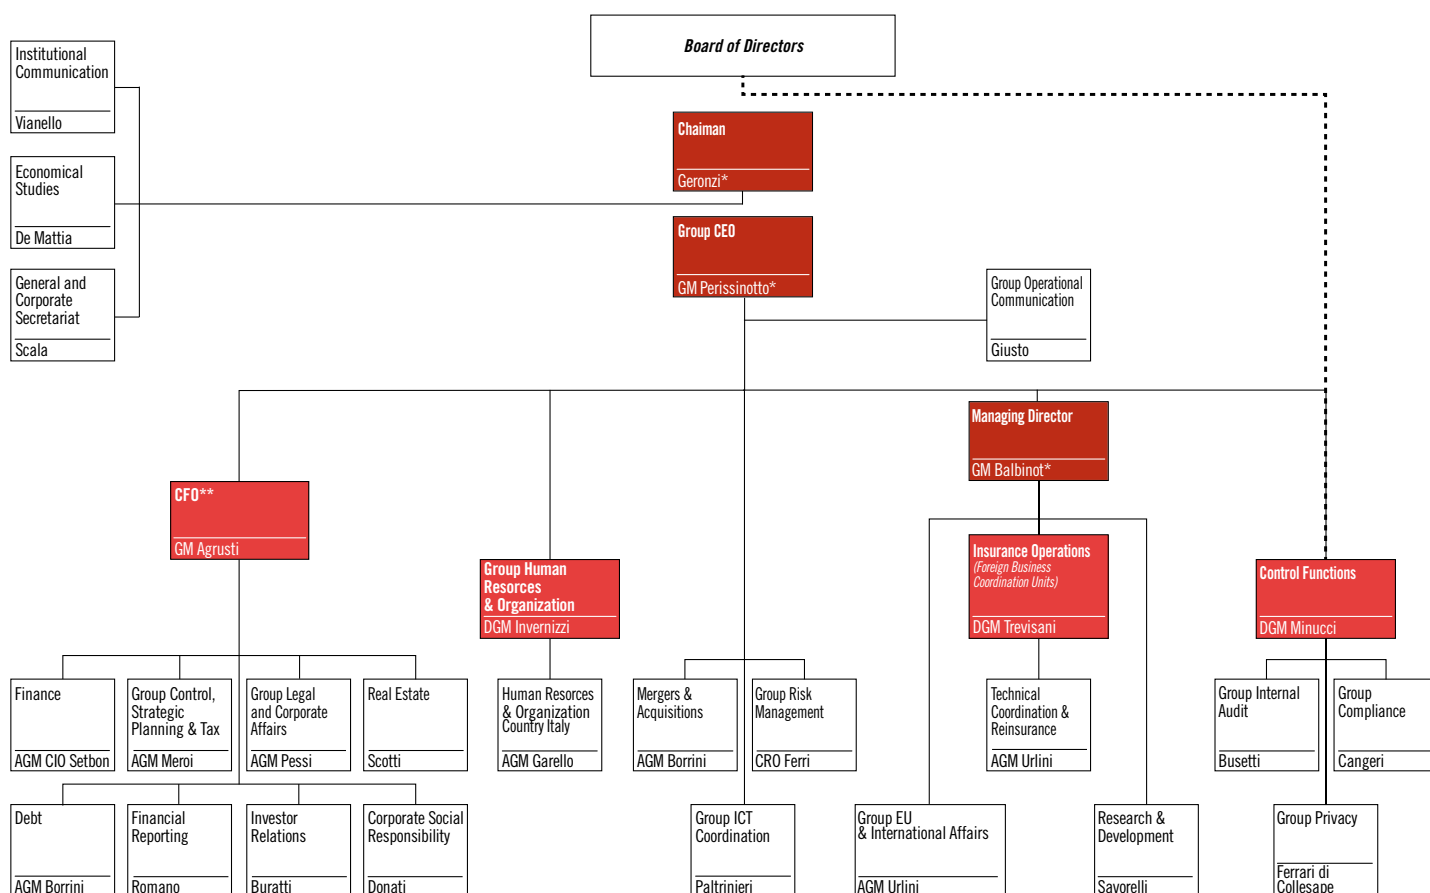 Board of Directors
Institutional
Communication
Vianello
Economical
Studies
De Mattia
General and
Corporate
Secretariat
Scala
Chaiman
Geronzi*
Group CEO
GM Perissinotto*
Group Operational
Communication
Giusto
Managing Director
GM Balbinot*
CFO**
GM Agrusti
Group Human
Resorces
& Organization
DGM Invernizzi
Insurance Operations
(Foreign Business
Coordination Units)
DGM Trevisani
Control Functions
DGM Minucci
Finance
AGM CIO Setbon
Group Control,
Strategic
Planning & Tax
AGM Meroi
Group Legal
and Corporate
Affairs
AGM Pessi
Real Estate
Scotti
Human Resorces
& Organization
Country Italy
AGM Garello
Mergers &
Acquisitions
AGM Borrini
Group Risk
Management
CRO Ferri
Technical
Coordination &
Reinsurance
AGM Urlini
Group Internal
Audit
Busetti
Group
Compliance
Cangeri
Debt
AGM Borrini
Financial
Reporting
Romano
Investor
Relations
Buratti
Corporate Social
Responsibility
Donati
Group ICT
Coordination
Paltrinieri
Group EU
& International Affairs
AGM Urlini
Research &
Development
Savorelli
Group Privacy
Ferrari di
Collesape